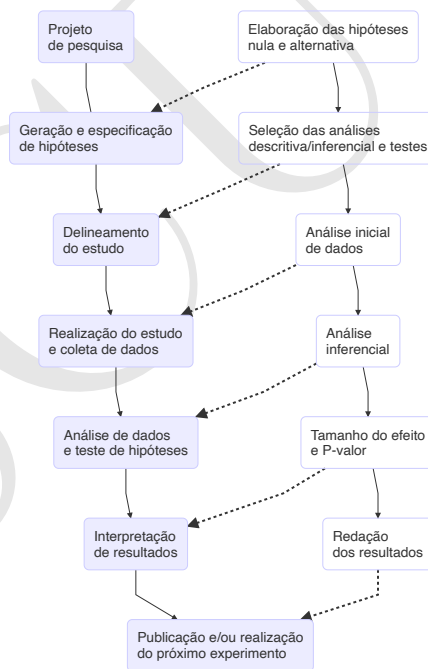 Projeto
de pesquisa
Elaboração das hipóteses
nula e alternativa
Geração e especificação
de hipóteses
Seleção das análises
descritiva/inferencial e testes
Delineamento
do estudo
Análise inicial
de dados
Realização do estudo
e coleta de dados
Análise
inferencial
Análise de dados
e teste de hipóteses
Tamanho do efeito
e P-valor
Interpretação
de resultados
Redação
dos resultados
Publicação e/ou realização
do próximo experimento